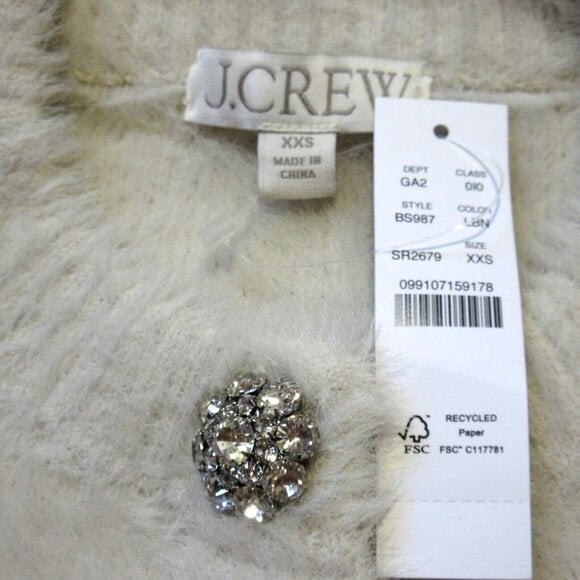 J.CREW
XXS
MADE IN
CHINA
DEPT CLASS
GA2 010
STYLE COLOR
BS987 LBN
SIZE
SR2679 XXS
099107159178
RECYCLED
Paper
FSC FSC® C117781